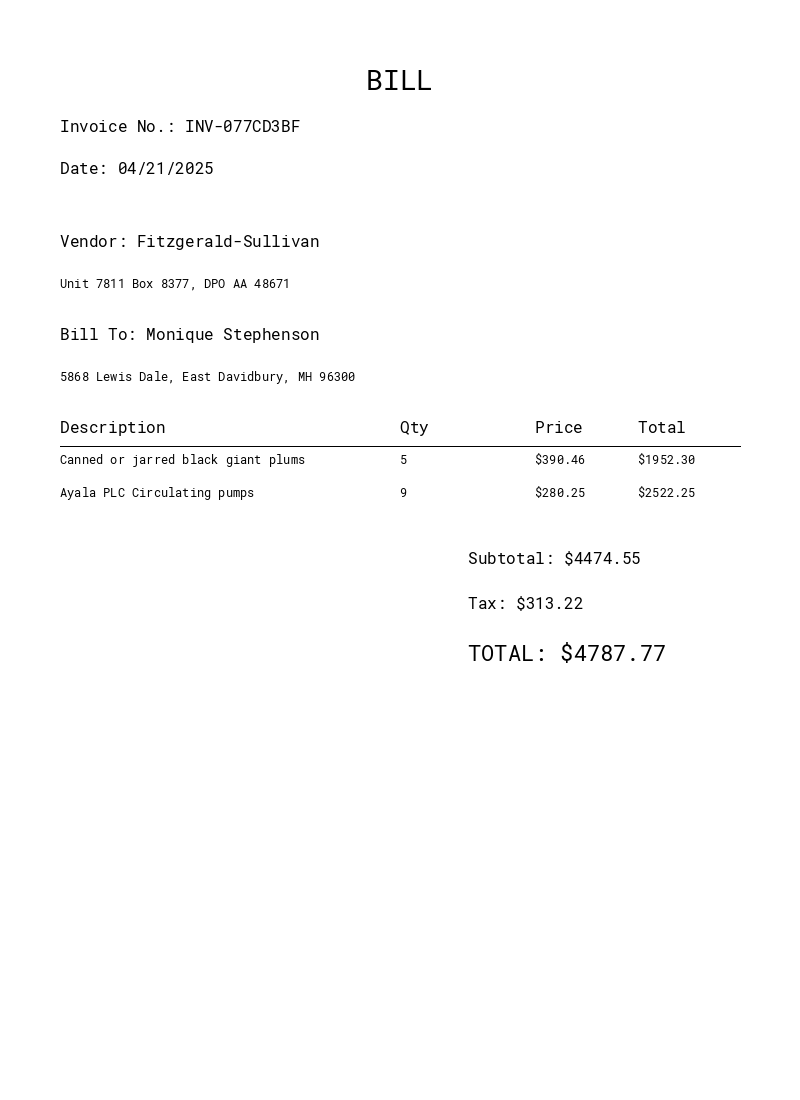 BILL
Invoice No.: INV-077CD3BF
Date: 04/21/2025
Vendor: Fitzgerald-Sullivan
Unit 7811 Box 8377, DPO AA 48671
Bill To: Monique Stephenson
5868 Lewis Dale, East Davidbury, MH 96300
Description Qty Price Total
Canned or jarred black giant plums 5 $390.46 $1952.30
Ayala PLC Circulating pumps 9 $280.25 $2522.25
Subtotal: $4474.55
Tax: $313.22
TOTAL: $4787.77